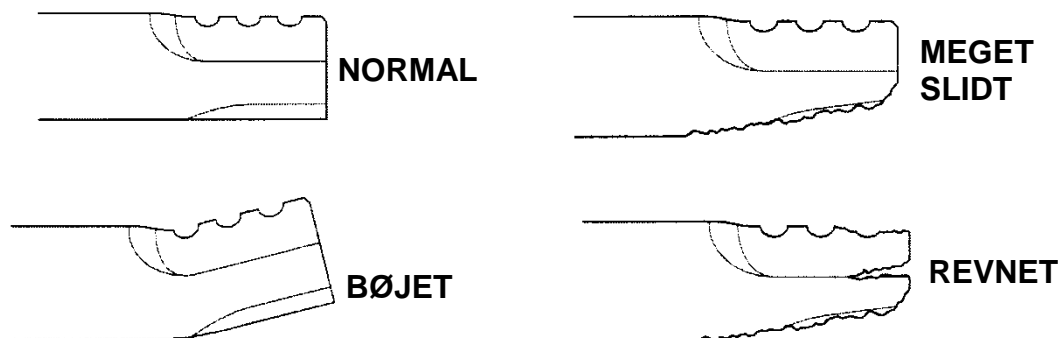 NORMAL
MEGET
SLIDT
BØJET
REVNET